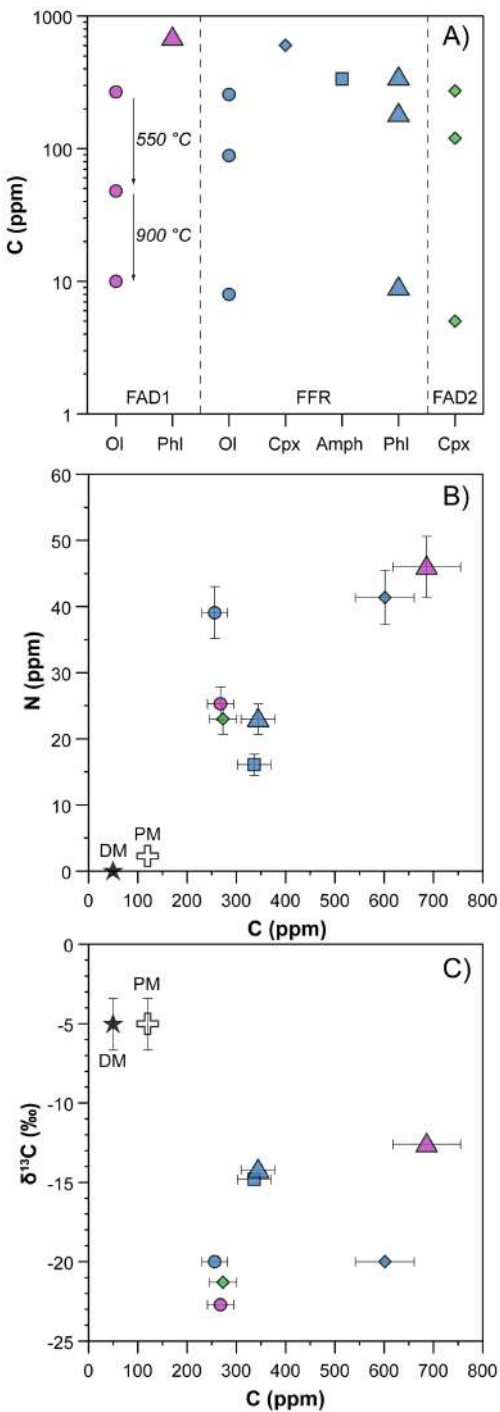 A)
1000
100
10
1
C (ppm)
550 °C
900 °C
FAD1
FFR
FAD2
Ol
Phl
Ol
Cpx
Amph
Phl
Cpx
B)
60
50
40
30
20
10
0
N (ppm)
PM
DM
0 100 200 300 400 500 600 700 800
C (ppm)
C)
0
-5
-10
-15
-20
-25
δ¹³C (‰)
PM
DM
0 100 200 300 400 500 600 700 800
C (ppm)